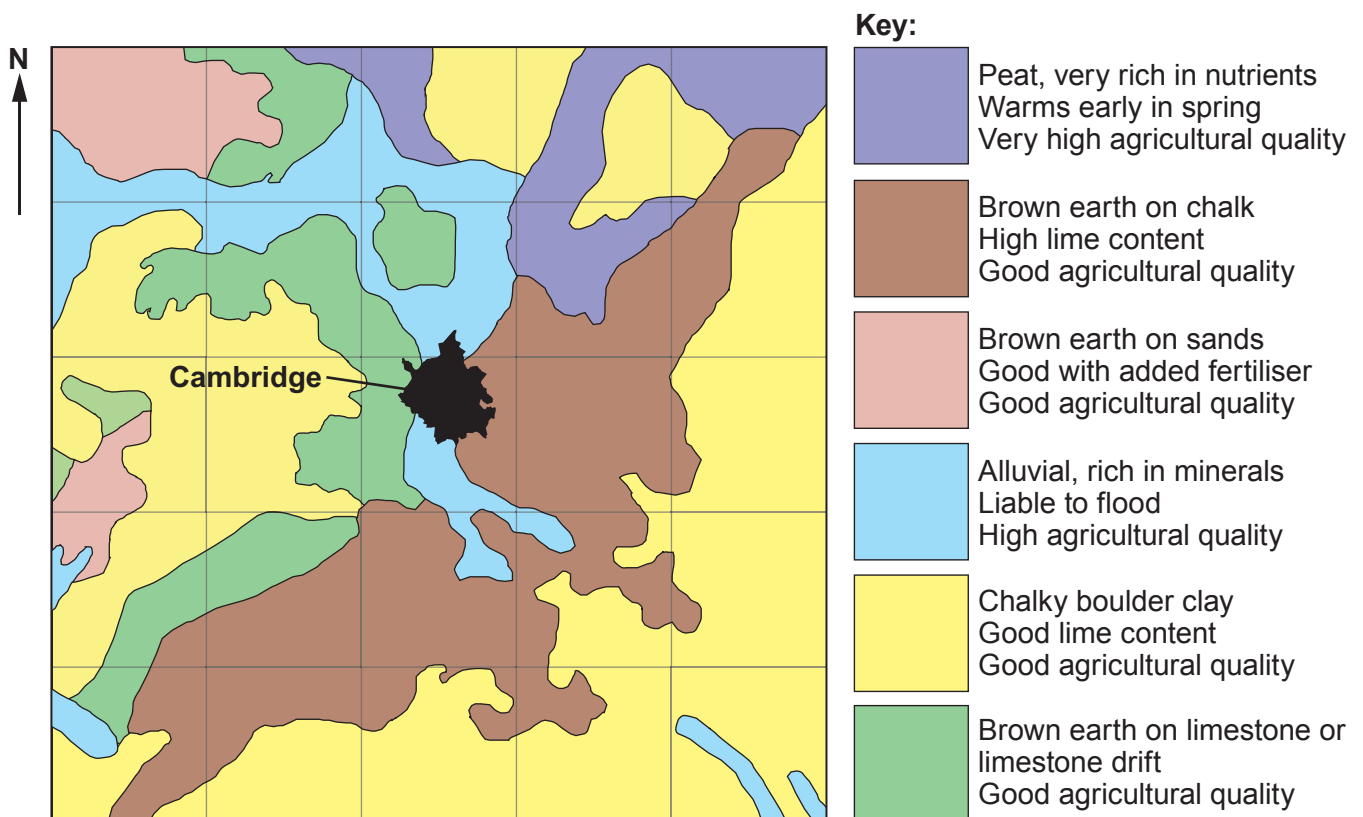 Key:
N
Peat, very rich in nutrients
Warms early in spring
Very high agricultural quality
Brown earth on chalk
High lime content
Good agricultural quality
Brown earth on sands
Good with added fertiliser
Good agricultural quality
Cambridge
Alluvial, rich in minerals
Liable to flood
High agricultural quality
Chalky boulder clay
Good lime content
Good agricultural quality
Brown earth on limestone or
limestone drift
Good agricultural quality